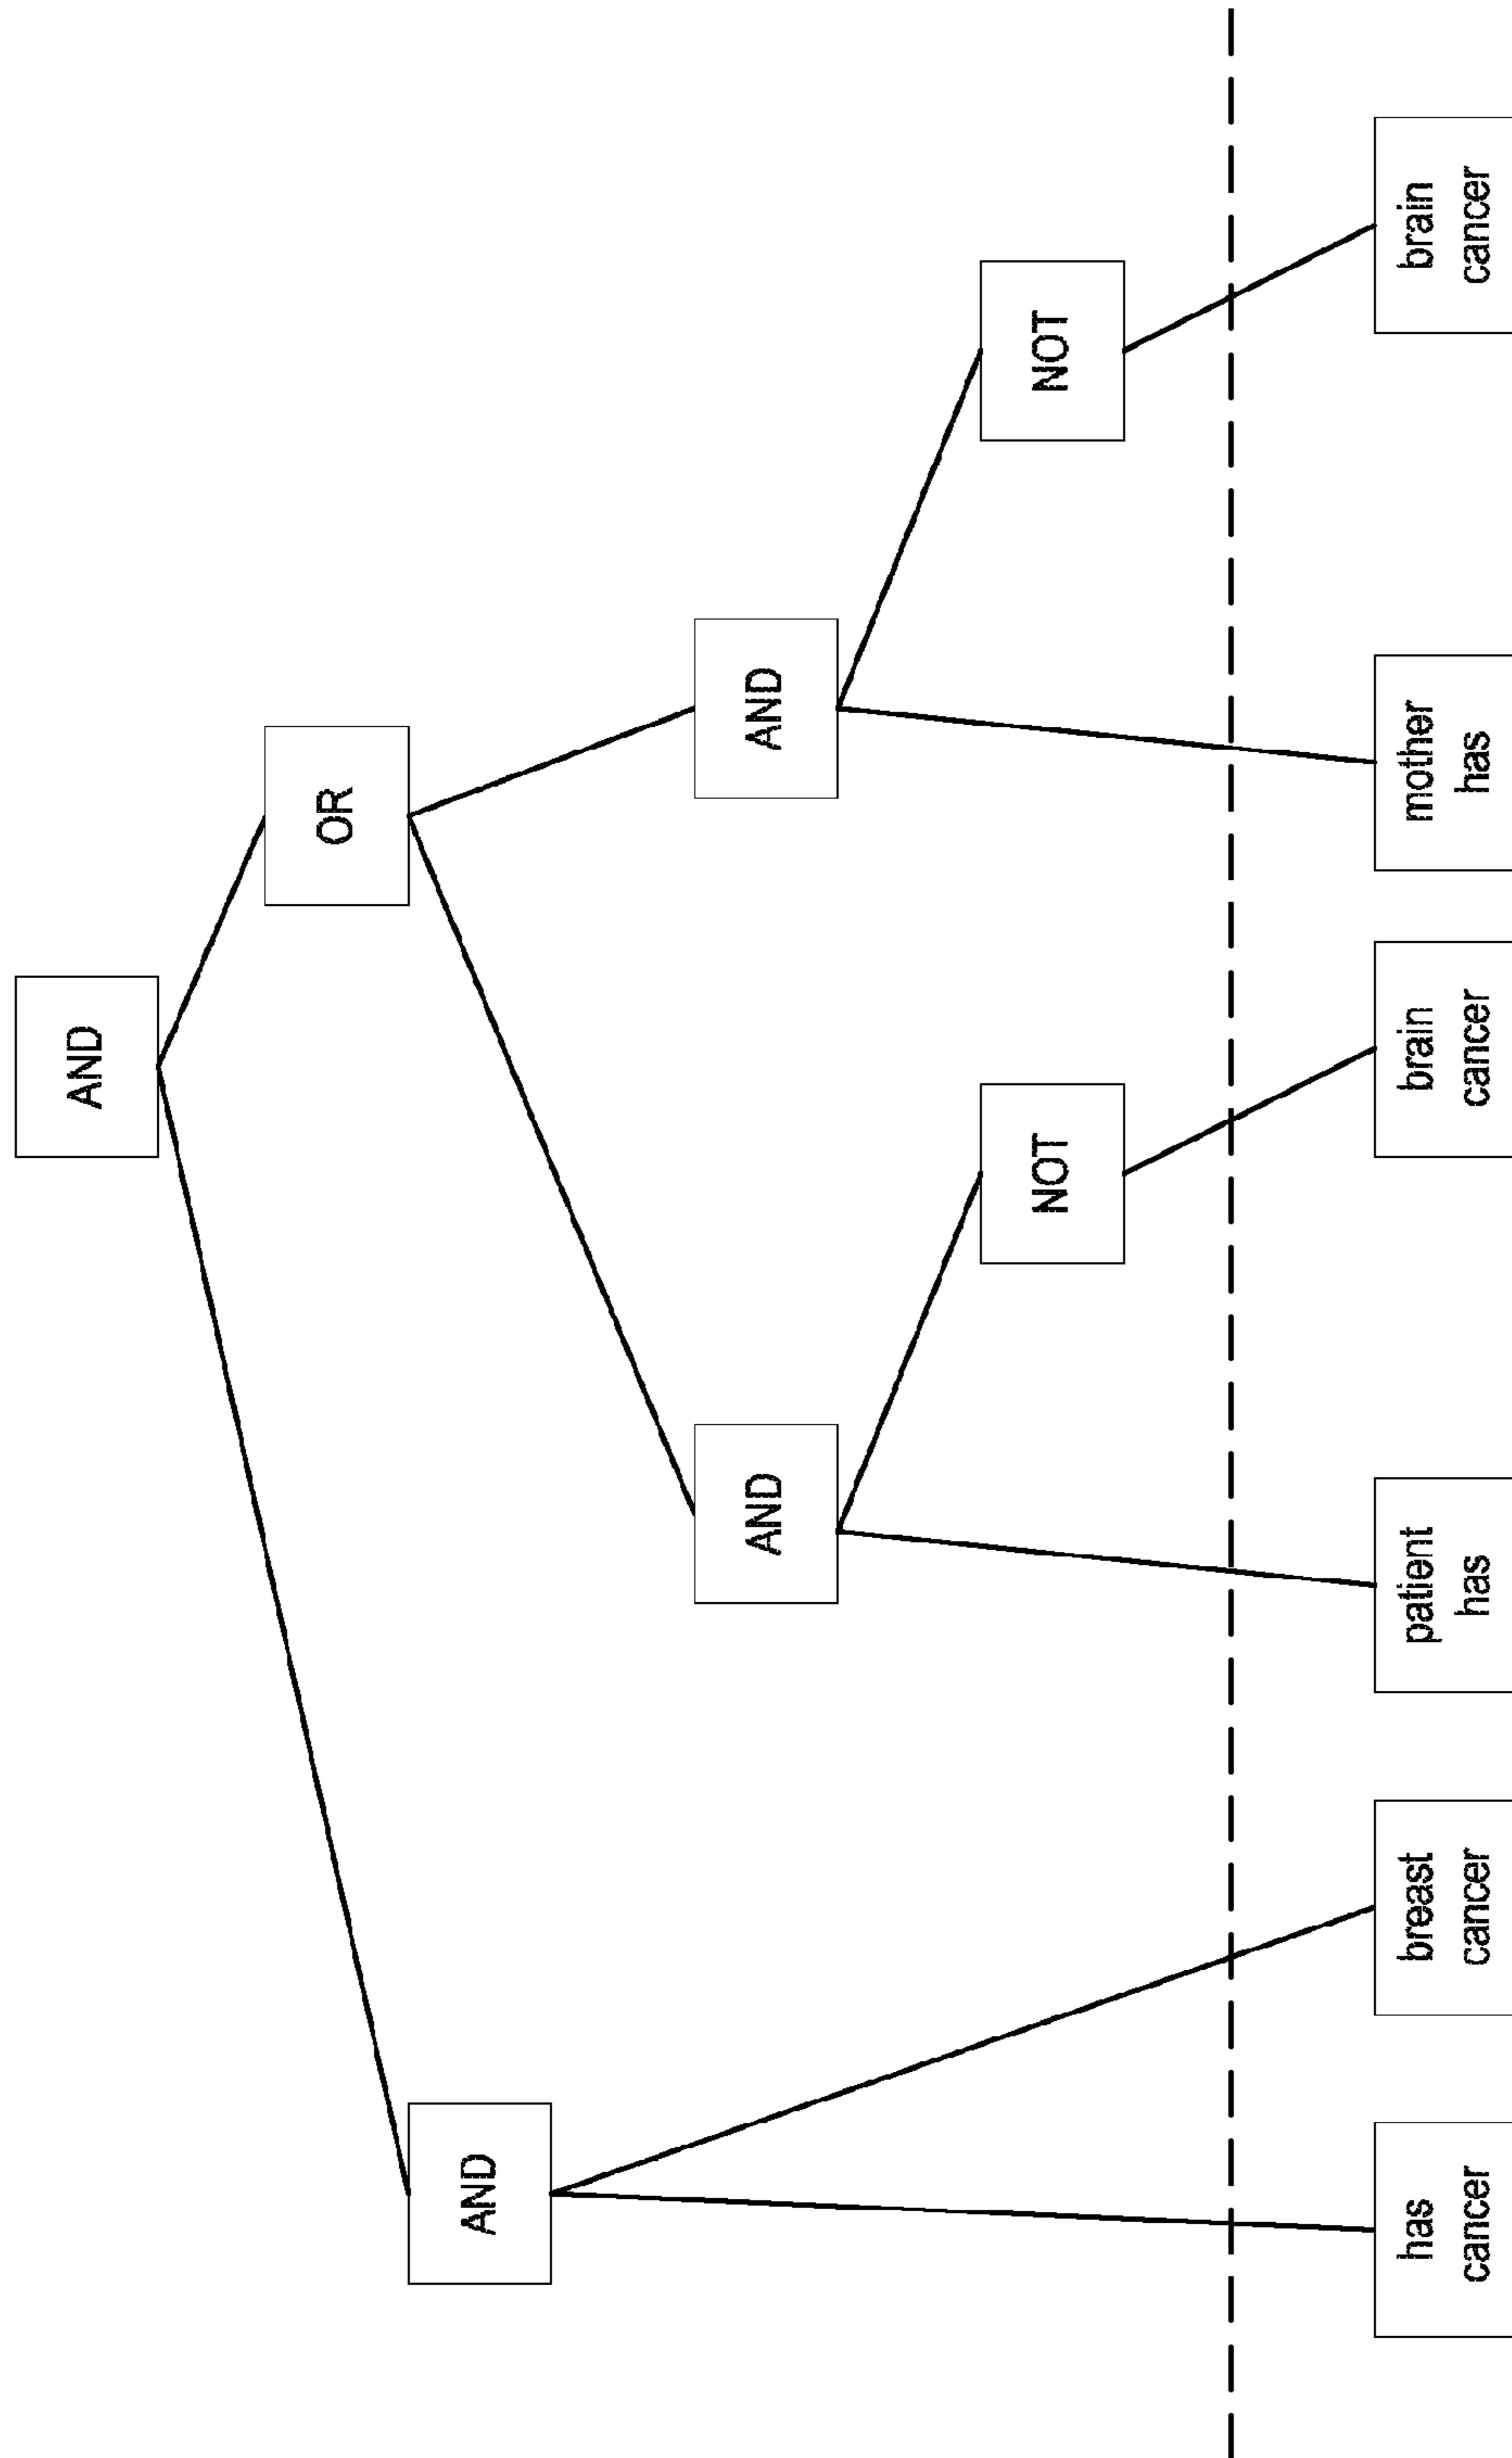 AND
OR
AND
AND
AND
NOT
NOT
has
cancer
breast
cancer
patient
has
brain
cancer
mother
has
brain
cancer